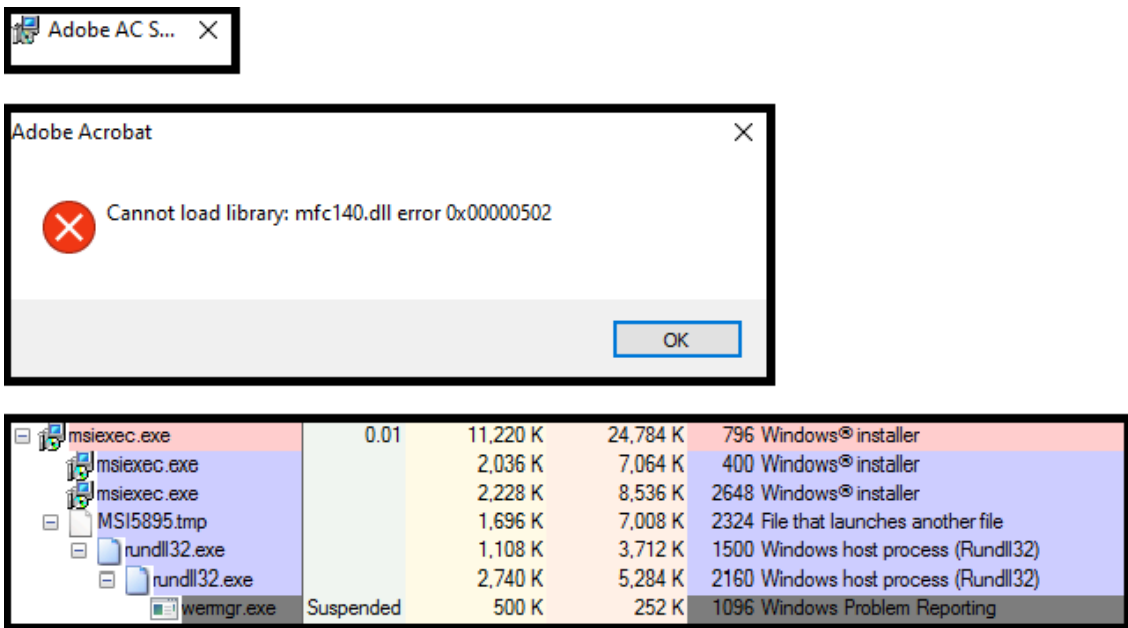 Adobe AC S...
Adobe Acrobat
Cannot load library: mfc140.dll error 0x00000502
OK
msiexec.exe 0.01 11,220 K 24,784 K 796 Windows® installer
msiexec.exe 2,036 K 7,064 K 400 Windows® installer
msiexec.exe 2,228 K 8,536 K 2648 Windows® installer
MSI5895.tmp 1,696 K 7,008 K 2324 File that launches another file
rundll32.exe 1,108 K 3,712 K 1500 Windows host process (Rundll32)
rundll32.exe 2,740 K 5,284 K 2160 Windows host process (Rundll32)
wermgr.exe Suspended 500 K 252 K 1096 Windows Problem Reporting